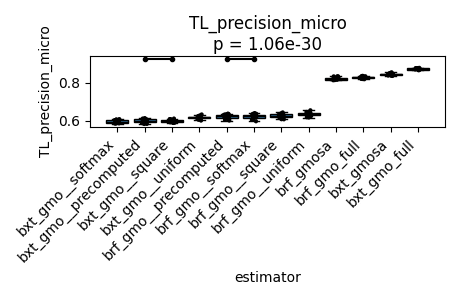 TL_precision_micro
p = 1.06e-30
TL_precision_micro
0.8
0.6
bxt_gmo__softmax
bxt_gmo__precomputed
bxt_gmo__square
bxt_gmo__uniform
brf_gmo__precomputed
brf_gmo__softmax
brf_gmo__square
brf_gmo__uniform
brf_gmosa
brf_gmo_full
bxt_gmosa
bxt_gmo_full
estimator